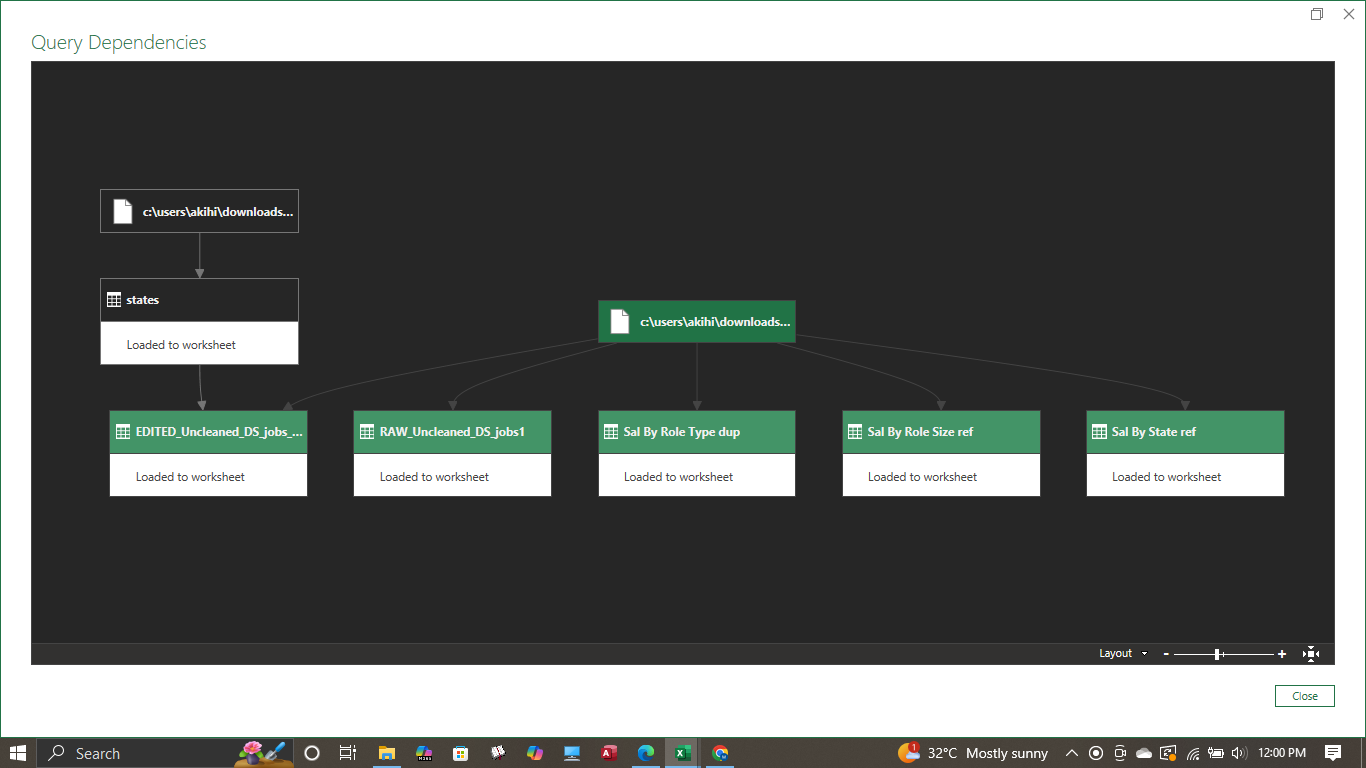 Query Dependencies
c:\users\akihi\downloads...
states
Loaded to worksheet
c:\users\akihi\downloads...
EDITED_Uncleaned_DS_jobs_...
Loaded to worksheet
RAW_Uncleaned_DS_jobs1
Loaded to worksheet
Sal By Role Type dup
Loaded to worksheet
Sal By Role Size ref
Loaded to worksheet
Sal By State ref
Loaded to worksheet
Layout
- +
Close
Search
1
32°C Mostly sunny
12:00 PM